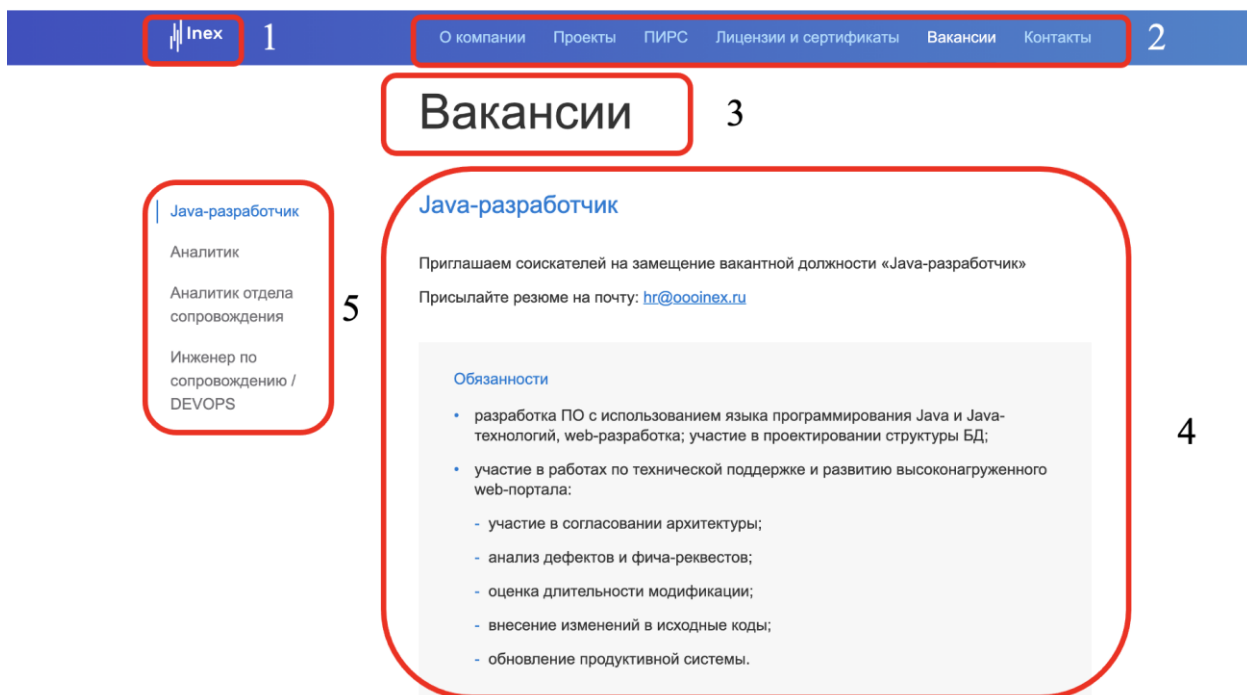 Inex
1
О компании Проекты ПИРС Лицензии и сертификаты Вакансии Контакты
2
Вакансии
3
Java-разработчик
Аналитик
Аналитик отдела
сопровождения
Инженер по
сопровождению /
DEVOPS
5
Java-разработчик
Приглашаем соискателей на замещение вакантной должности «Java-разработчик»
Присылайте резюме на почту: hr@oooinex.ru
Обязанности
• разработка ПО с использованием языка программирования Java и Java-
технологий, web-разработка; участие в проектировании структуры БД;
• участие в работах по технической поддержке и развитию высоконагруженного
web-портала:
- участие в согласовании архитектуры;
- анализ дефектов и фича-реквестов;
- оценка длительности модификации;
- внесение изменений в исходные коды;
- обновление продуктивной системы.
4